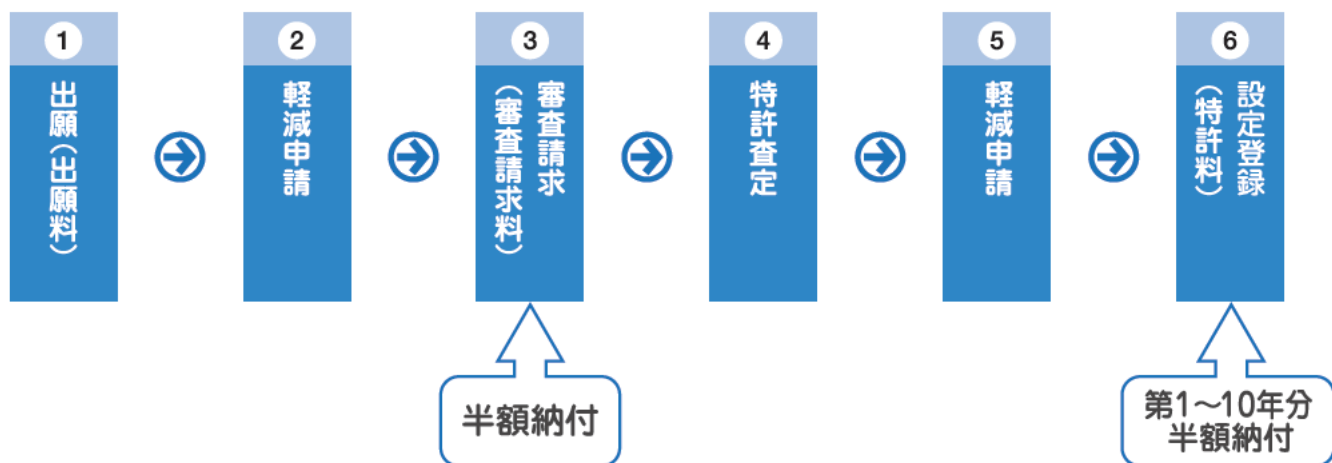 1
出願(出願料)
2
軽減申請
3
審査請求
(審査請求料)
4
特許査定
5
軽減申請
6
設定登録
(特許料)
半額納付
第1〜10年分
半額納付